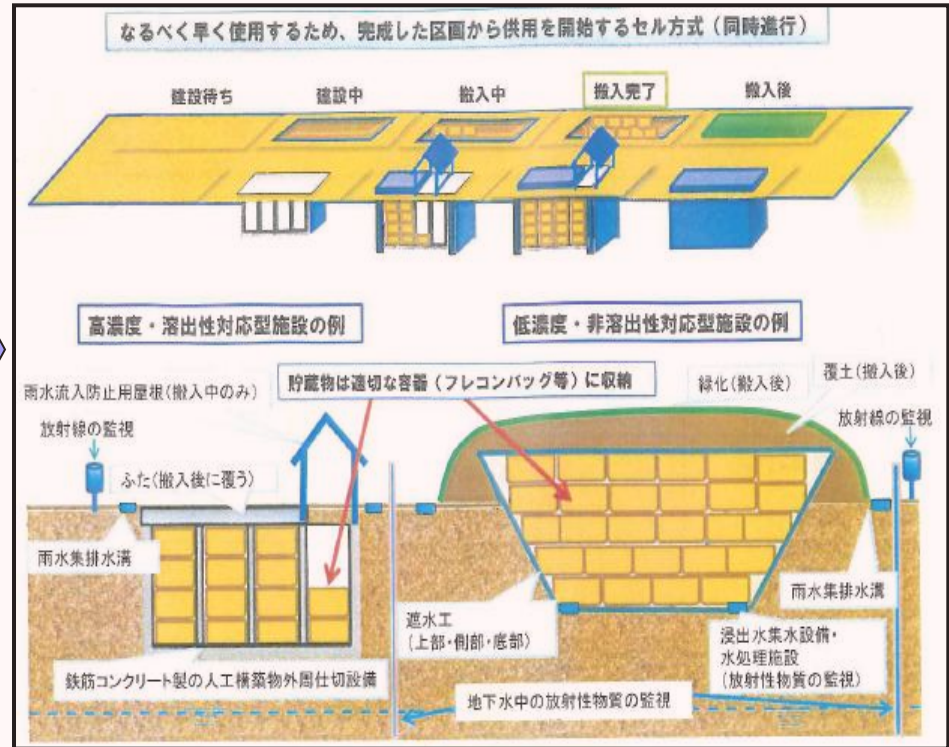 なるべく早く使用するため、完成した区画から供用を開始するセル方式（同時進行）
建設待ち
建設中
搬入中
搬入完了
搬入後
高濃度・溶出性対応型施設の例
低濃度・非溶出性対応型施設の例
雨水流入防止用屋根(搬入中のみ)
貯蔵物は適切な容器（フレコンバッグ等）に収納
緑化(搬入後)
覆土(搬入後)
放射線の監視
放射線の監視
ふた(搬入後に覆う)
雨水集排水溝
雨水集排水溝
遮水工
(上部・側部・底部)
浸出水集水設備・
水処理施設
(放射性物質の監視)
鉄筋コンクリート製の人工構築物外周仕切設備
地下水中の放射性物質の監視